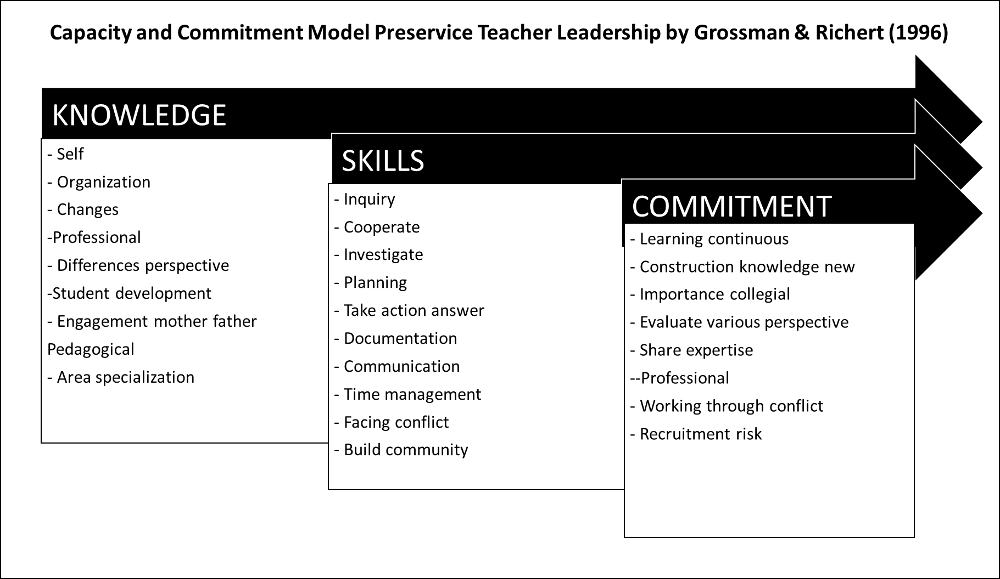 Capacity and Commitment Model Preservice Teacher Leadership by Grossman & Richert (1996)
KNOWLEDGE
- Self
- Organization
- Changes
-Professional
- Differences perspective
-Student development
- Engagement mother father
Pedagogical
- Area specialization
SKILLS
- Inquiry
- Cooperate
- Investigate
- Planning
- Take action answer
- Documentation
- Communication
- Time management
- Facing conflict
- Build community
COMMITMENT
- Learning continuous
- Construction knowledge new
- Importance collegial
- Evaluate various perspective
- Share expertise
--Professional
- Working through conflict
- Recruitment risk